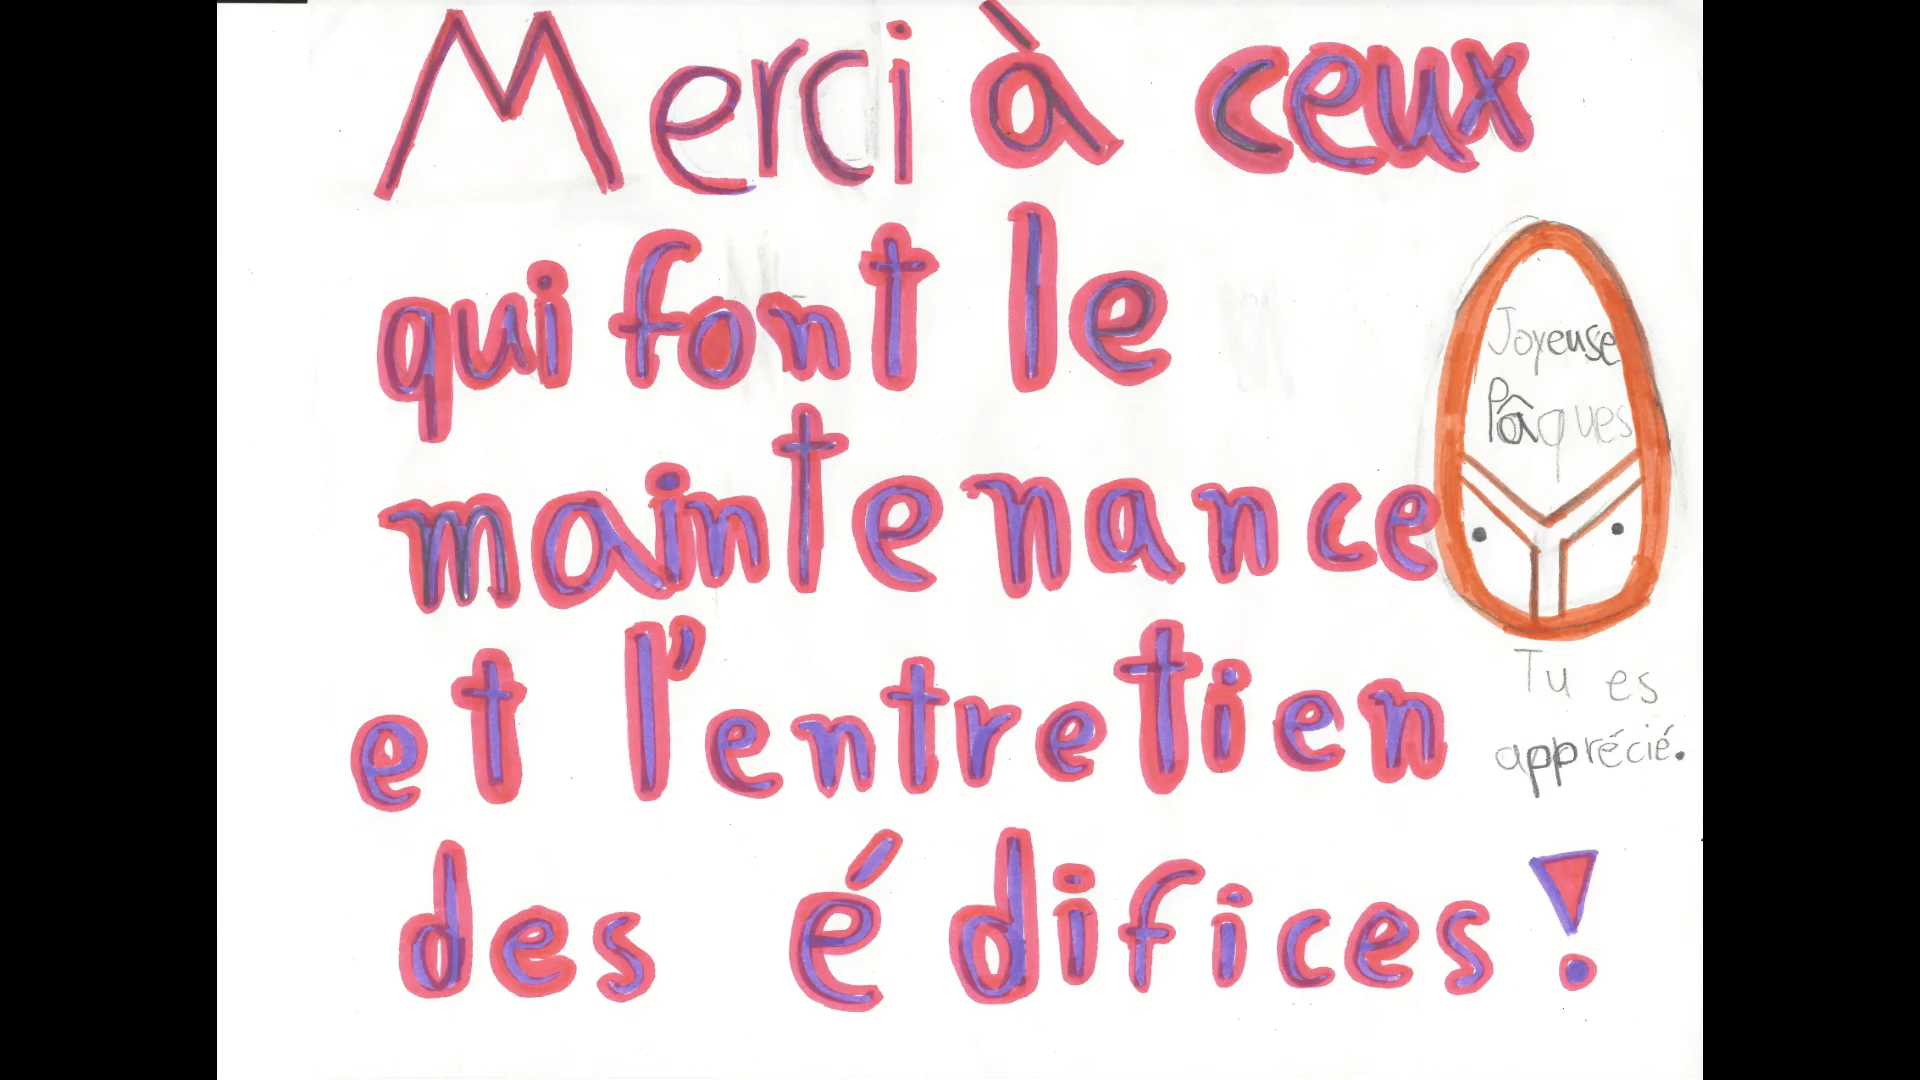 Merci à ceux
qui font le
maintenance
et l'entretien
des édifices!
Joyeuse
Pâques
Tu es
apprécié.